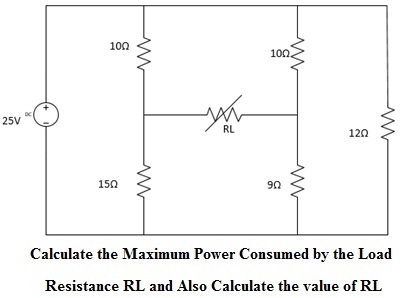 10Ω
10Ω
25V
DC
+
−
RL
12Ω
15Ω
9Ω
Calculate the Maximum Power Consumed by the Load
Resistance RL and Also Calculate the value of RL